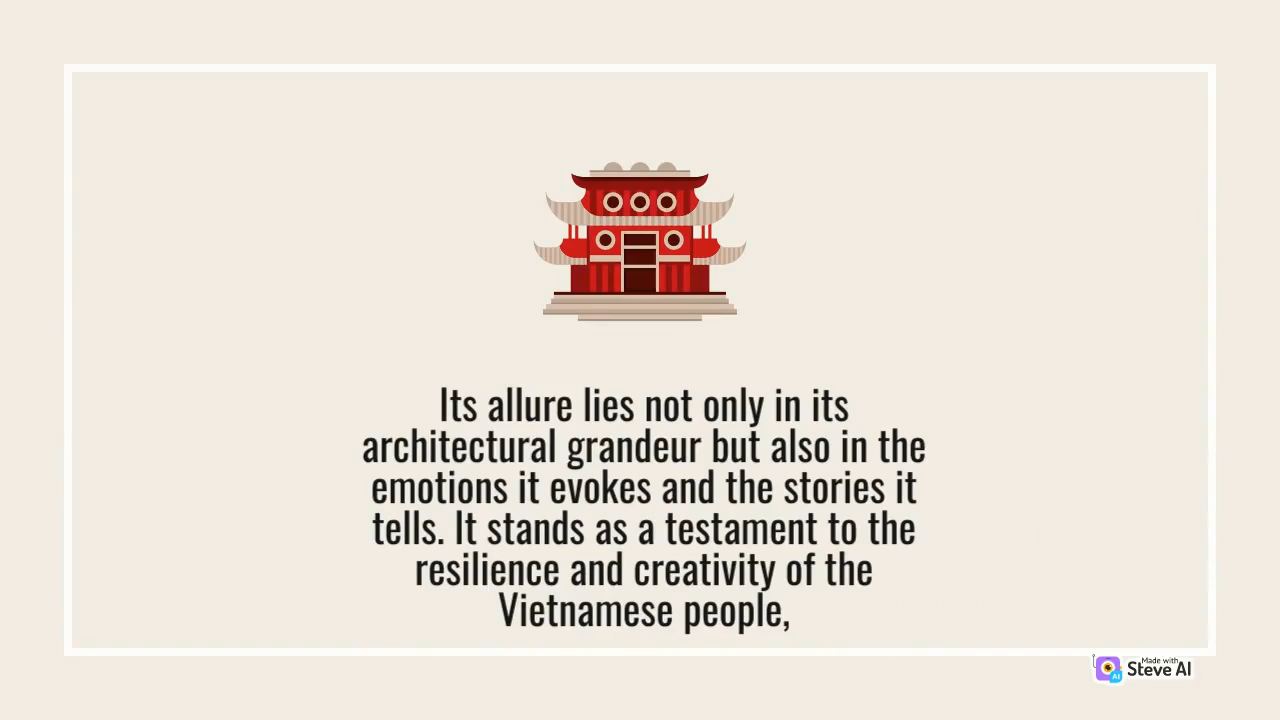 Its allure lies not only in its
architectural grandeur but also in the
emotions it evokes and the stories it
tells. It stands as a testament to the
resilience and creativity of the
Vietnamese people,
Made with
Steve AI
AI